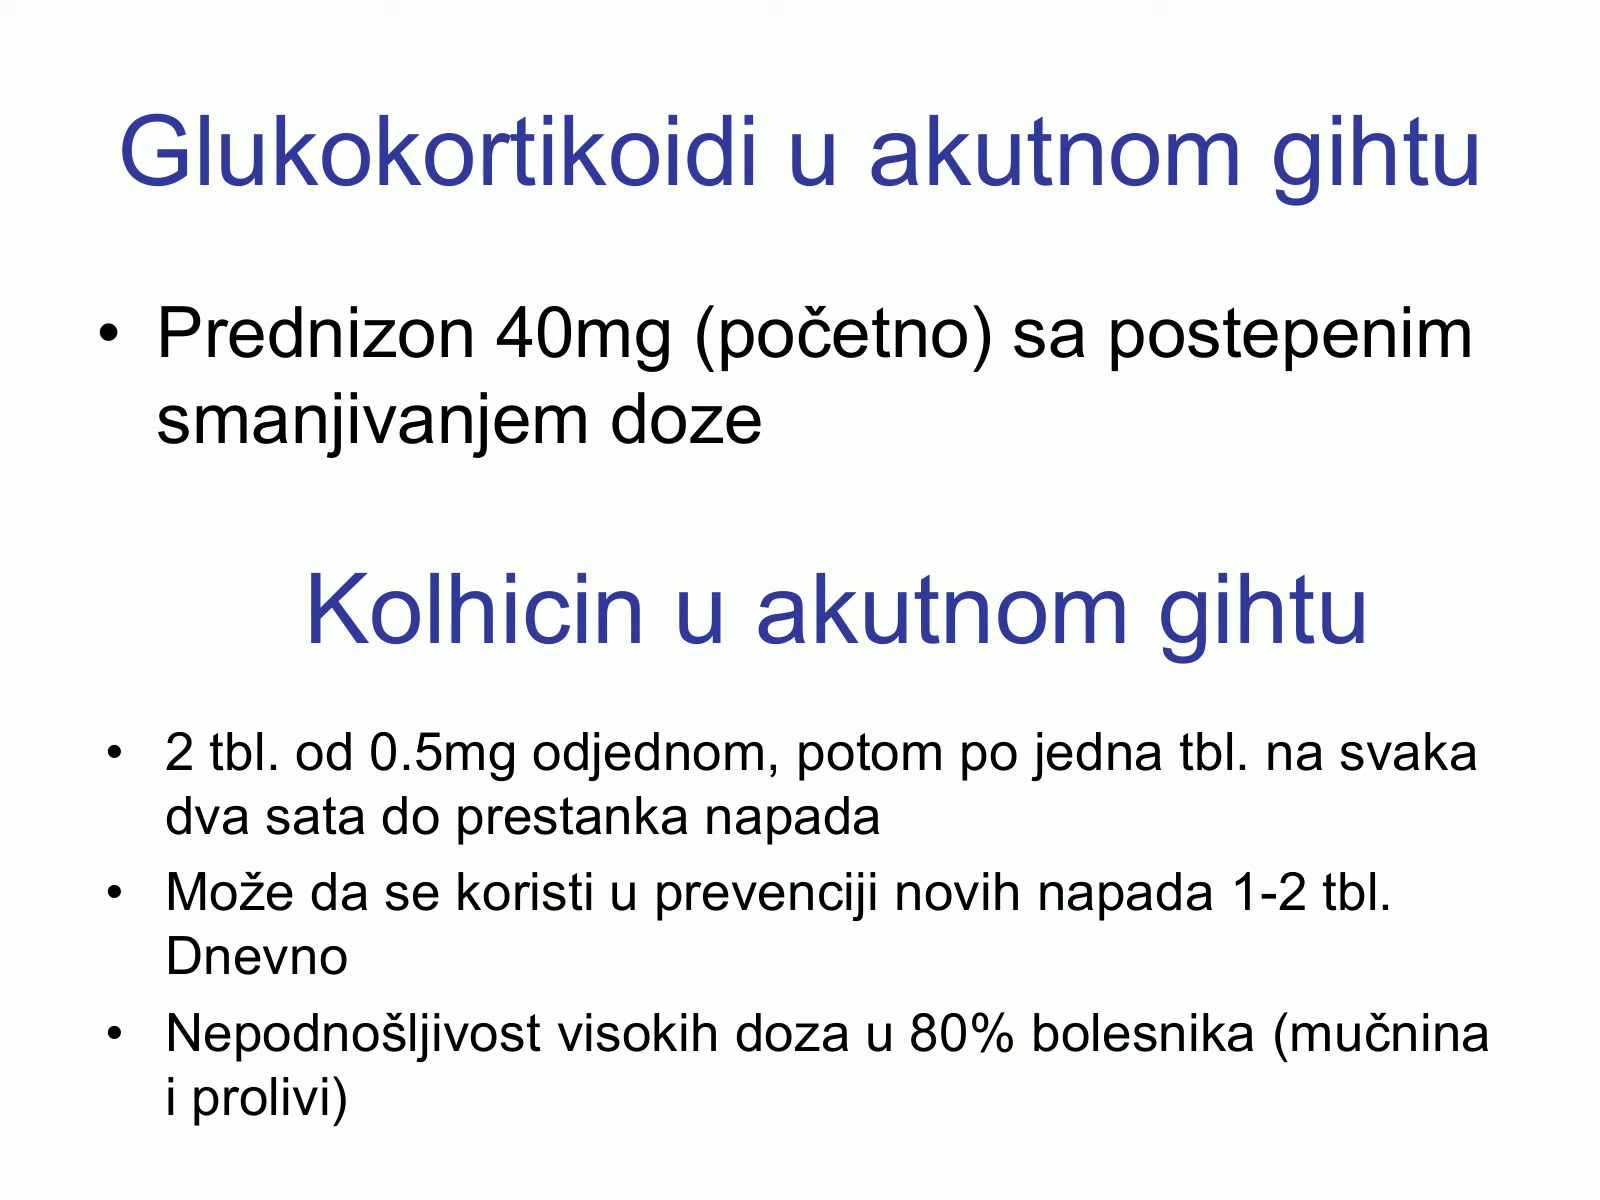 Glukokortikoidi u akutnom gihtu
• Prednizon 40mg (početno) sa postepenim
smanjivanjem doze
Kolhicin u akutnom gihtu
• 2 tbl. od 0.5mg odjednom, potom po jedna tbl. na svaka
dva sata do prestanka napada
• Može da se koristi u prevenciji novih napada 1-2 tbl.
Dnevno
• Nepodnošljivost visokih doza u 80% bolesnika (mučnina
i prolivi)